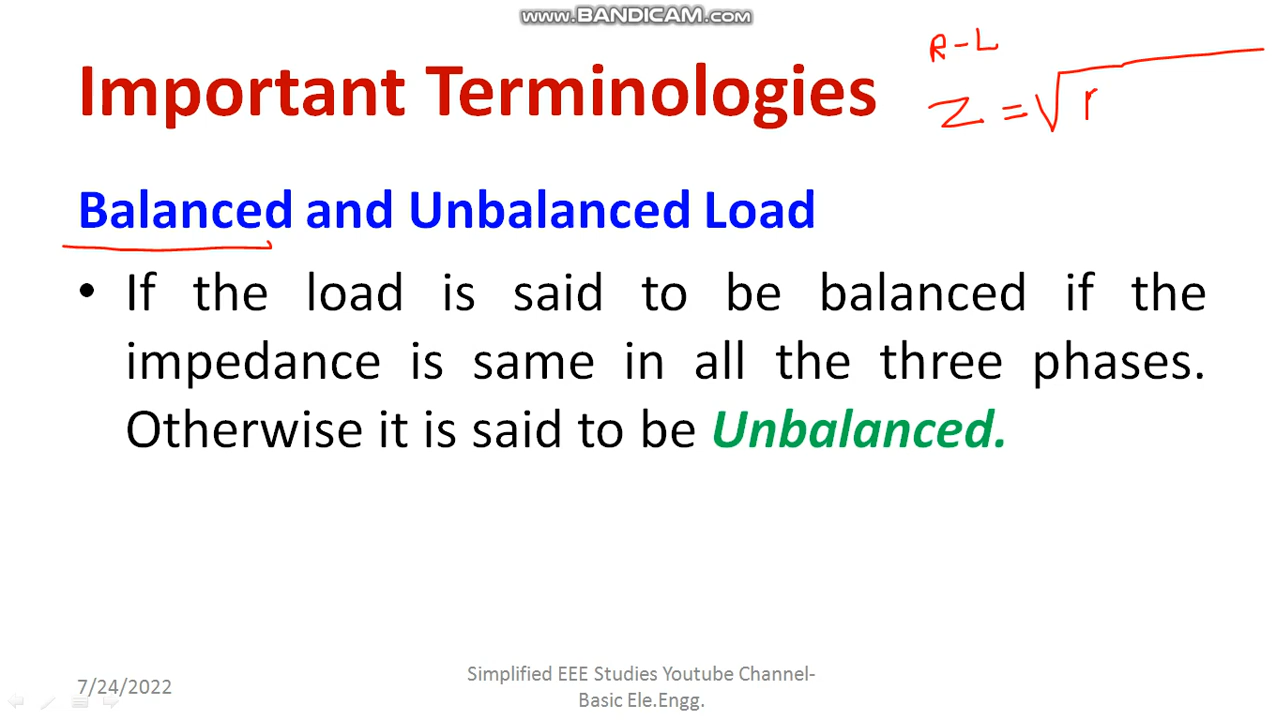 www.BANDICAM.com
R-L
Important Terminologies
Z = √r
Balanced and Unbalanced Load
• If the load is said to be balanced if the
impedance is same in all the three phases.
Otherwise it is said to be Unbalanced.
7/24/2022
Simplified EEE Studies Youtube Channel-
Basic Ele.Engg.